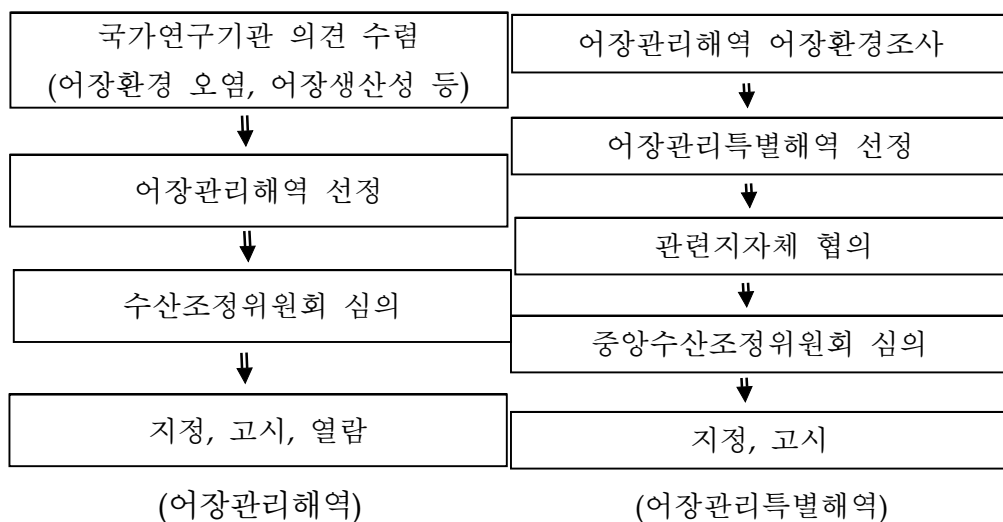 국가연구기관 의견 수렴
(어장환경 오염, 어장생산성 등)
어장관리해역 선정
수산조정위원회 심의
지정, 고시, 열람
(어장관리해역)
어장관리해역 어장환경조사
어장관리특별해역 선정
관련지자체 협의
중앙수산조정위원회 심의
지정, 고시
(어장관리특별해역)